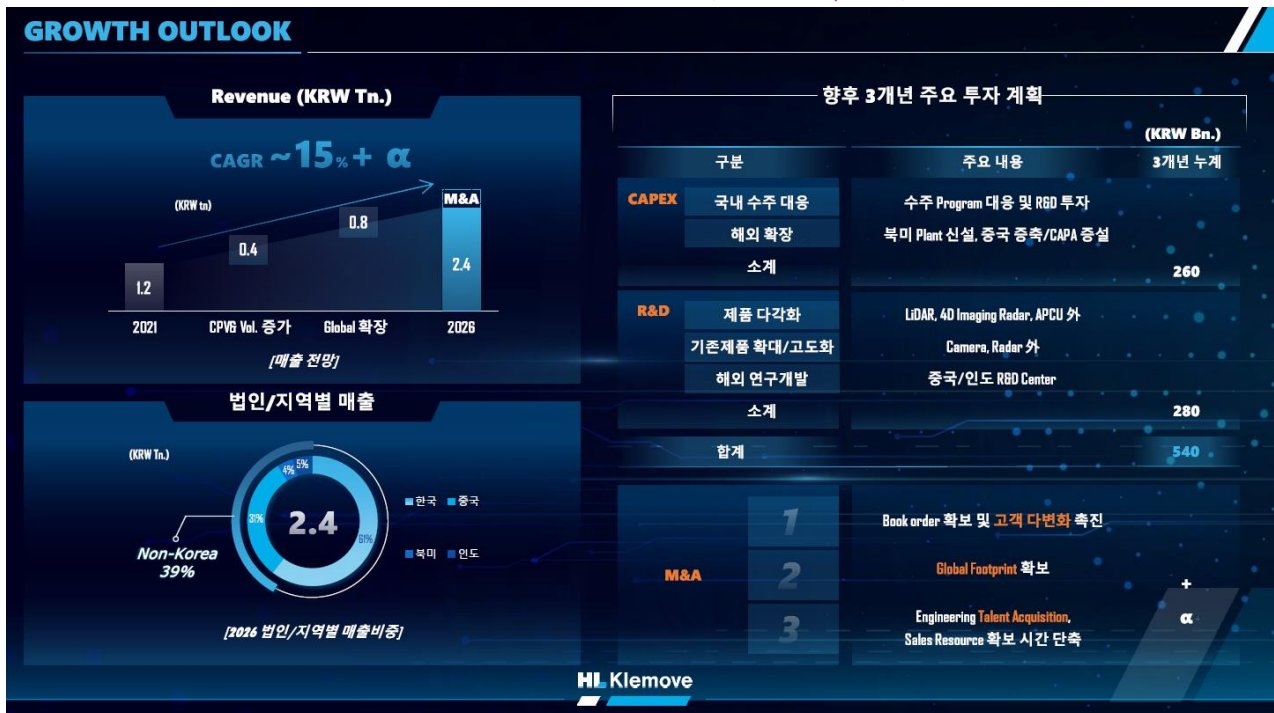 GROWTH OUTLOOK
Revenue (KRW Tn.)
CAGR ~15%+ α
(KRW tn)
M&A
0.8
0.4
2.4
1.2
2021 CPVG Vol. 증가 Global 확장 2026
[매출 전망]
법인/지역별 매출
(KRW Tn.)
4% 5%
31% 2.4 61%
한국 중국
북미 인도
Non-Korea
39%
[2026 법인/지역별 매출비중]
향후 3개년 주요 투자 계획
(KRW Bn.)
구분 주요 내용 3개년 누계
CAPEX 국내 수주 대응 수주 Program 대응 및 R&D 투자
해외 확장 북미 Plant 신설, 중국 증축/CAPA 증설
소계 260
R&D 제품 다각화 LiDAR, 4D Imaging Radar, APCU 外
기존제품 확대/고도화 Camera, Radar 外
해외 연구개발 중국/인도 R&D Center
소계 280
합계 540
M&A
1 Book order 확보 및 고객 다변화 촉진
2 Global Footprint 확보
3 Engineering Talent Acquisition,
Sales Resource 확보 시간 단축
+
α
HL Klemove